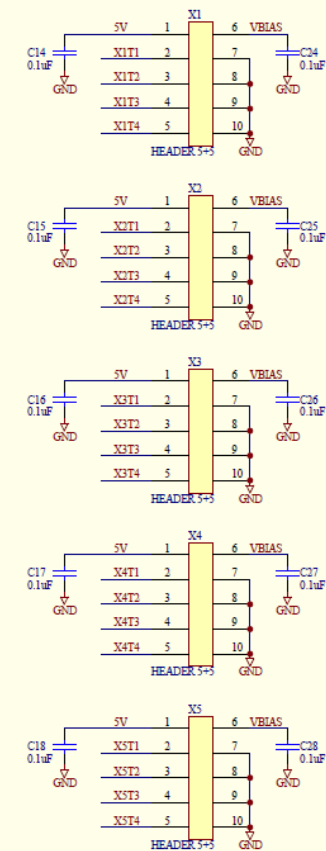 X1
5V 1 6 VBIAS
C14 X1T1 2 7 C24
0.1uF X1T2 3 8 0.1uF
GND X1T3 4 9 GND
X1T4 5 10
HEADER 5+5 GND
X2
5V 1 6 VBIAS
C15 X2T1 2 7 C25
0.1uF X2T2 3 8 0.1uF
GND X2T3 4 9 GND
X2T4 5 10
HEADER 5+5 GND
X3
5V 1 6 VBIAS
C16 X3T1 2 7 C26
0.1uF X3T2 3 8 0.1uF
GND X3T3 4 9 GND
X3T4 5 10
HEADER 5+5 GND
X4
5V 1 6 VBIAS
C17 X4T1 2 7 C27
0.1uF X4T2 3 8 0.1uF
GND X4T3 4 9 GND
X4T4 5 10
HEADER 5+5 GND
X5
5V 1 6 VBIAS
C18 X5T1 2 7 C28
0.1uF X5T2 3 8 0.1uF
GND X5T3 4 9 GND
X5T4 5 10
HEADER 5+5 GND